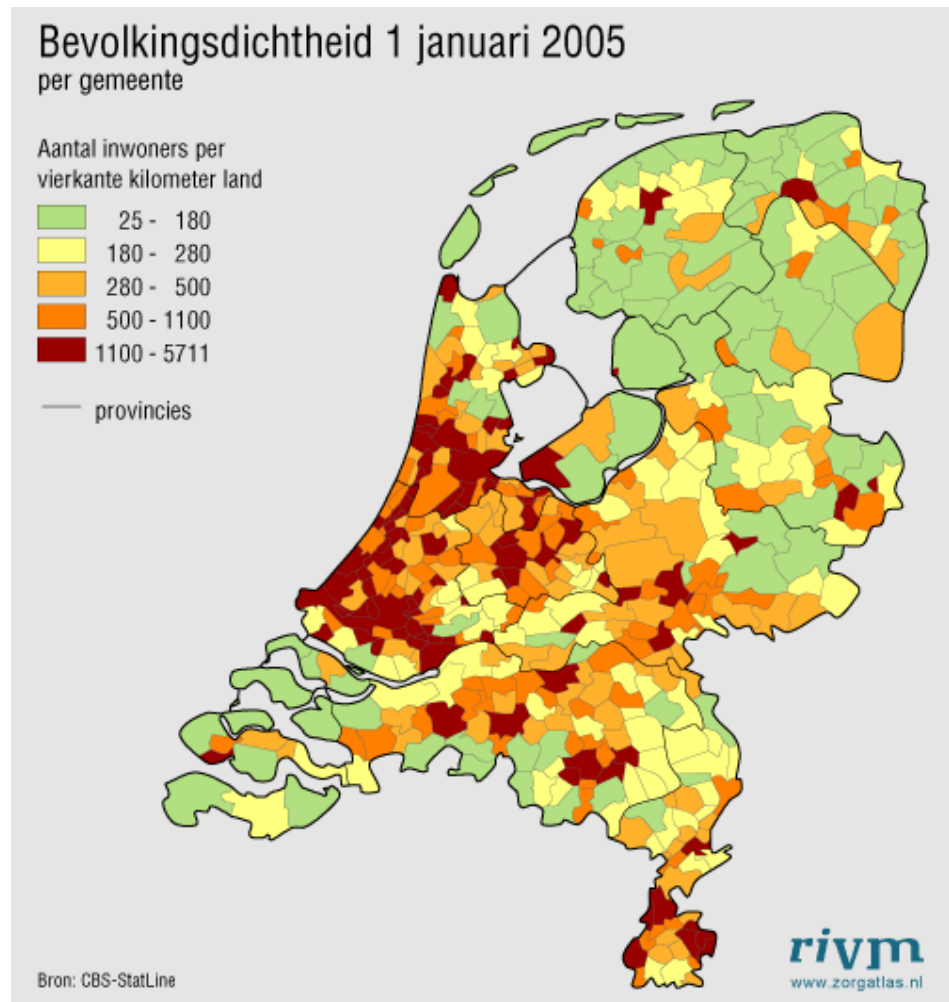 Bevolkingsdichtheid 1 januari 2005
per gemeente
Aantal inwoners per
vierkante kilometer land
25 - 180
180 - 280
280 - 500
500 - 1100
1100 - 5711
provincies
Bron: CBS-StatLine
rivm
www.zorgatlas.nl